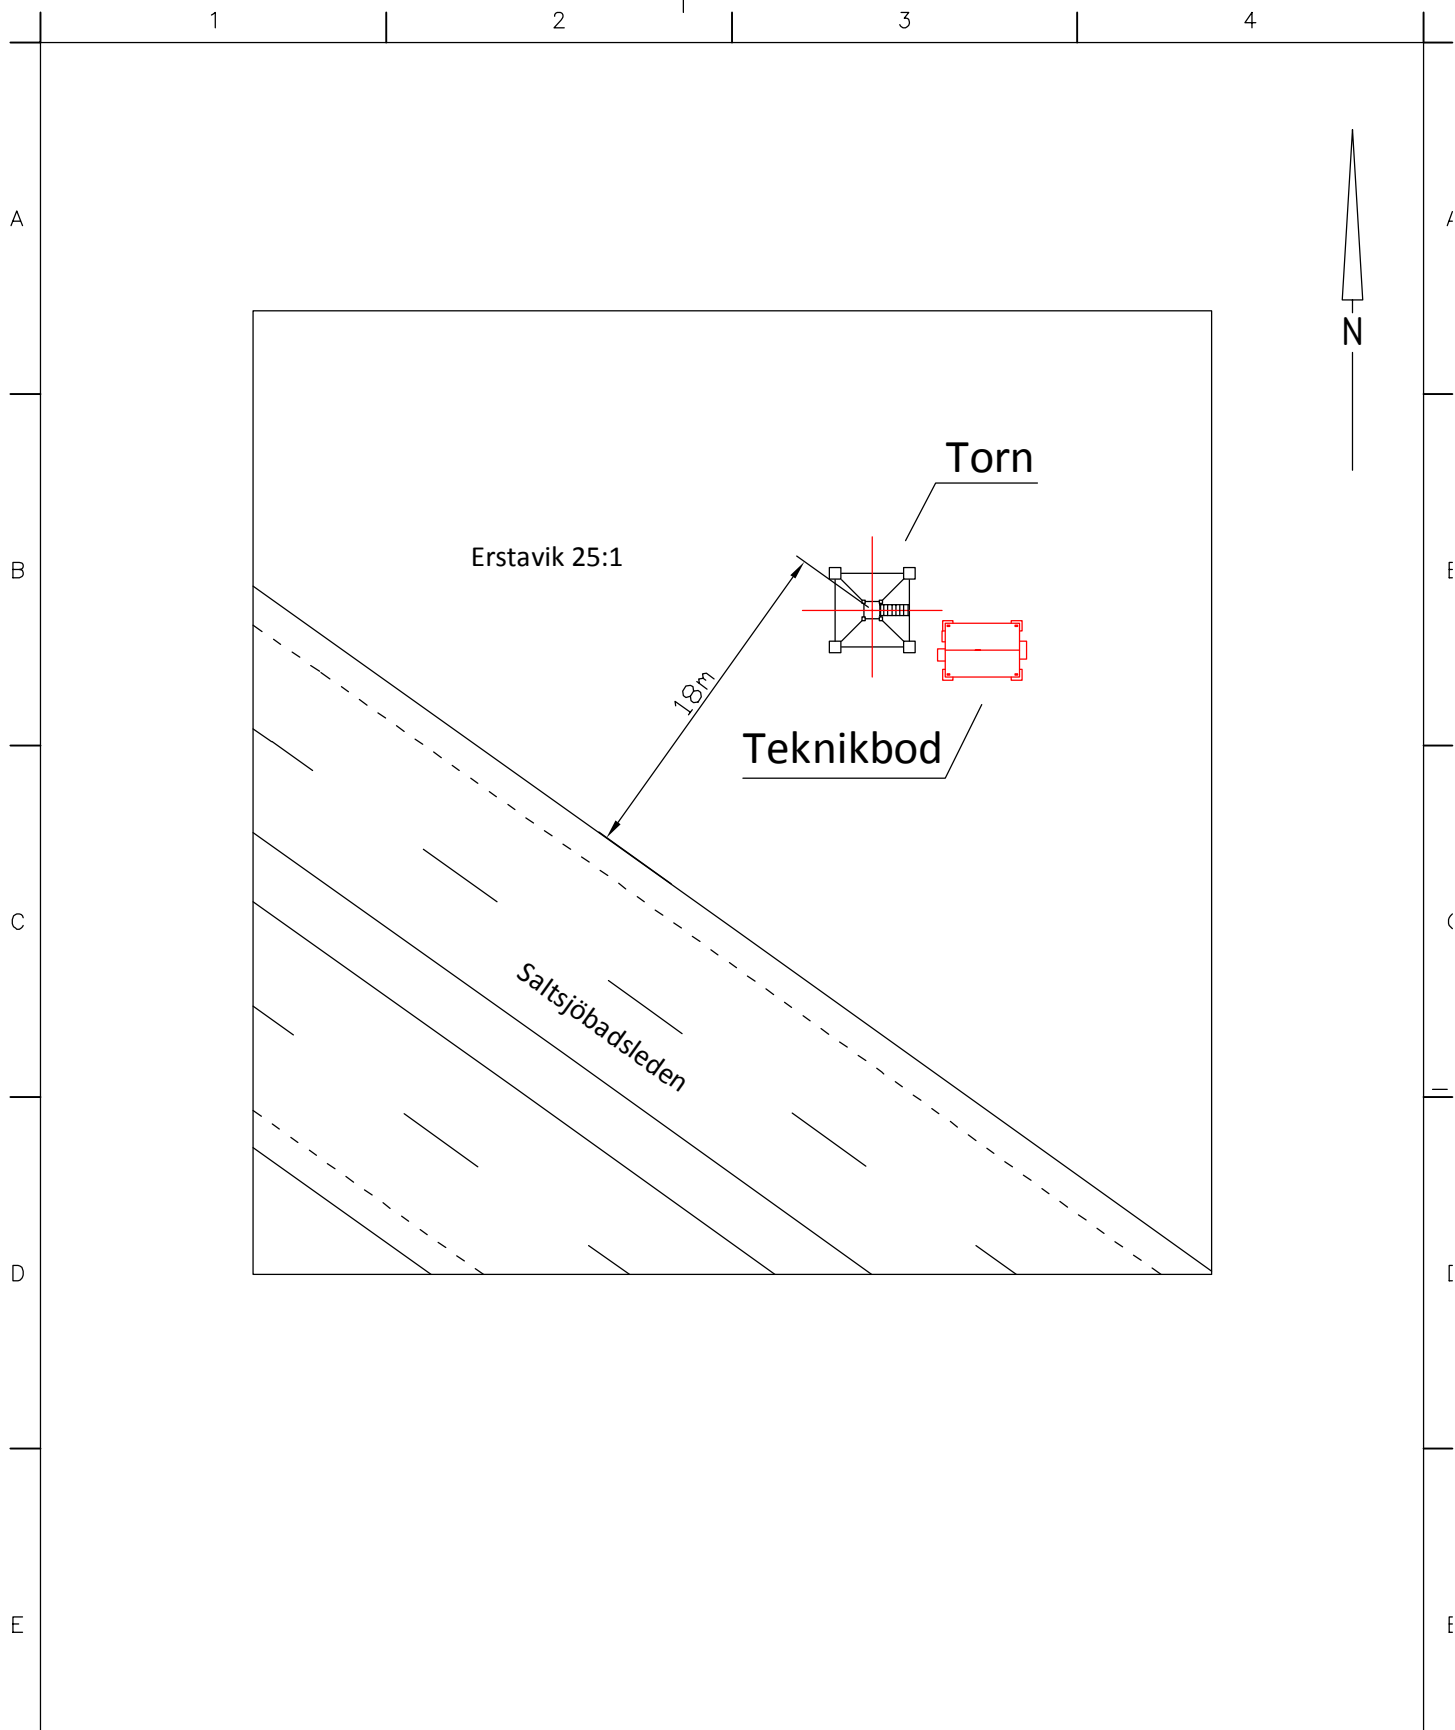 1 2 3 4
A A
N
Torn
Erstavik 25:1
B
18m
Teknikbod
C
Saltsjöbadsleden
D
E